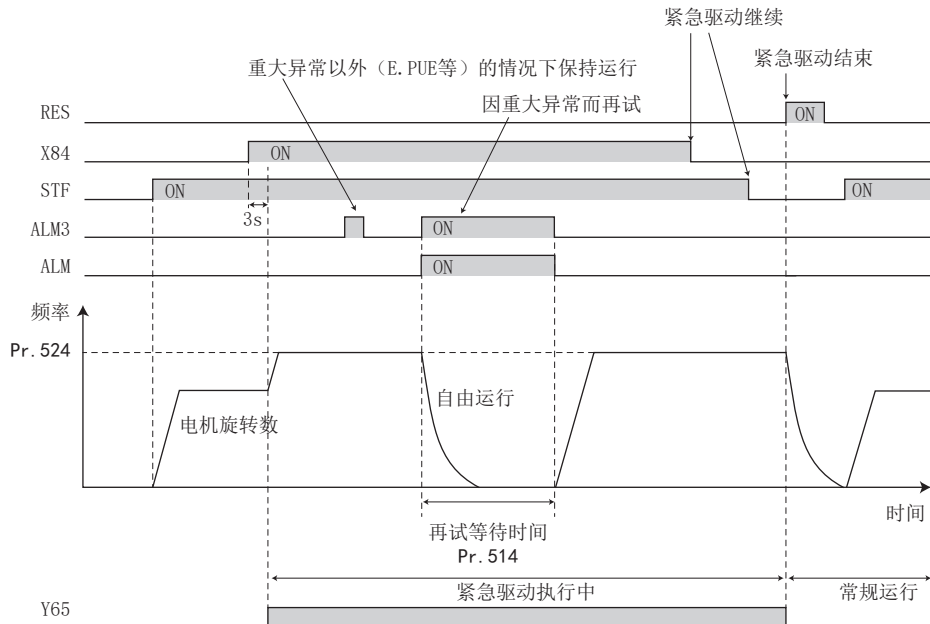 紧急驱动继续
重大异常以外（E.PUE等）的情况下保持运行
紧急驱动结束
因重大异常而再试
RES
ON
X84
ON
STF
ON
ON
3s
ALM3
ON
ALM
ON
频率
Pr.524
自由运行
电机旋转数
时间
再试等待时间
Pr.514
紧急驱动执行中
常规运行
Y65